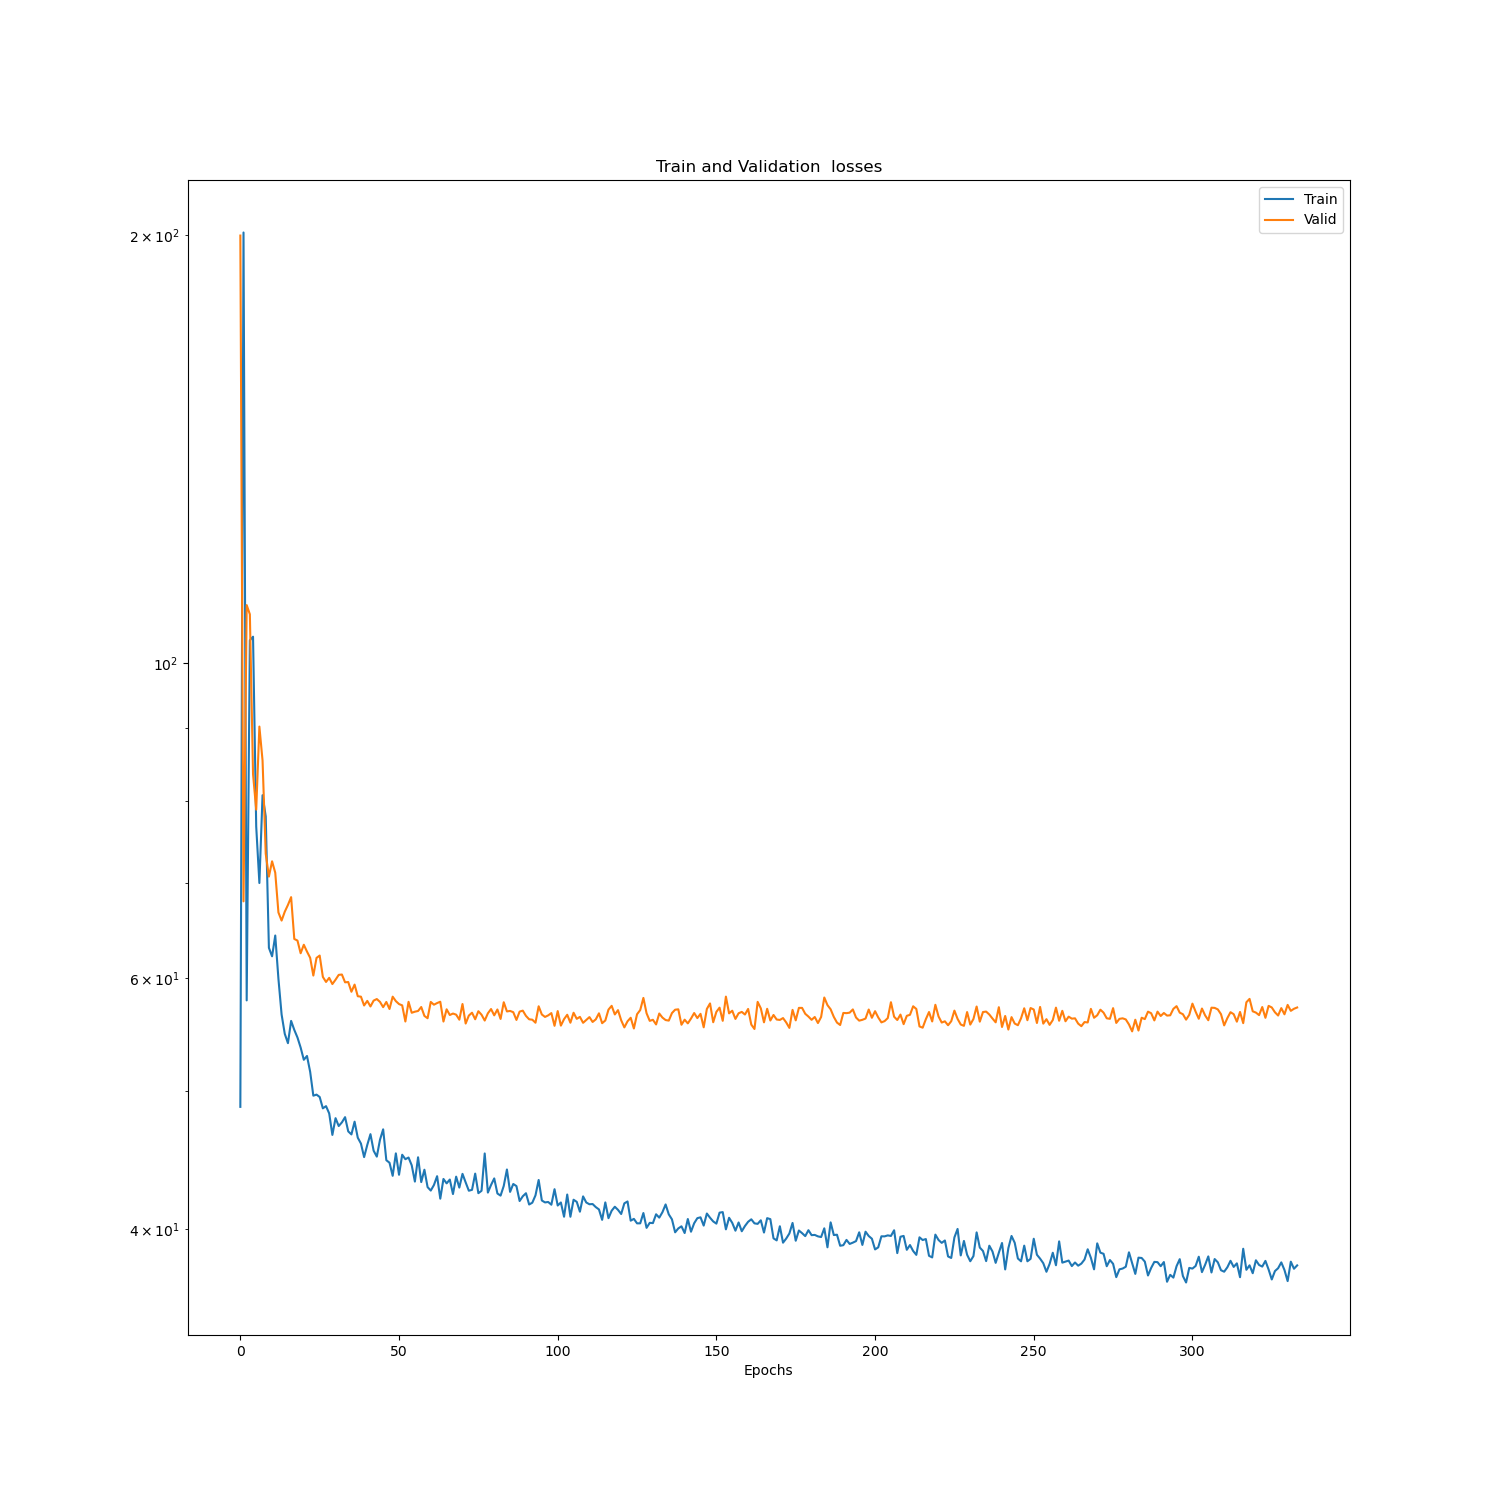 Train and Validation  losses
Train
Valid
2 × 10²
10²
6 × 10¹
4 × 10¹
0 50 100 150 200 250 300
Epochs